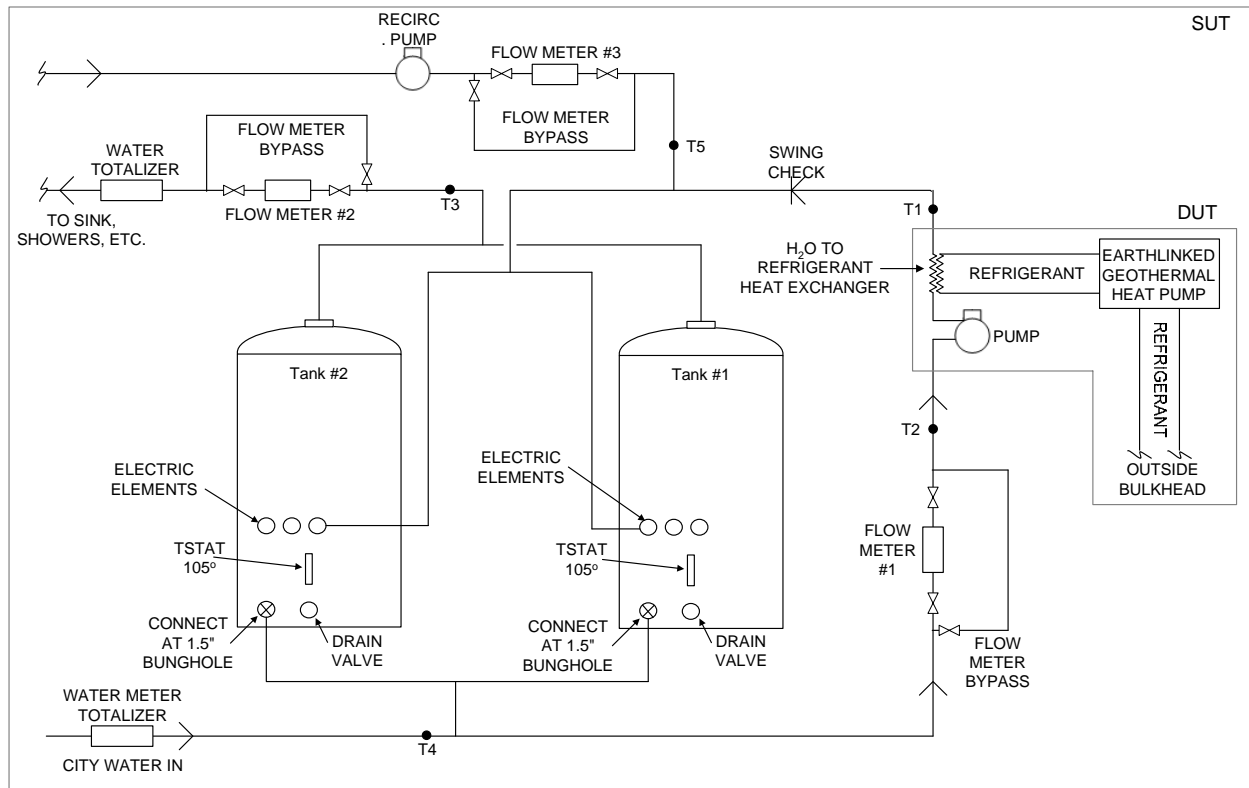 SUT
RECIRC
. PUMP
FLOW METER #3
FLOW METER
BYPASS
T5
FLOW METER
BYPASS
WATER
TOTALIZER
FLOW METER #2
T3
TO SINK,
SHOWERS, ETC.
SWING
CHECK
T1
DUT
H₂O TO
REFRIGERANT
HEAT EXCHANGER
REFRIGERANT
EARTHLINKED
GEOTHERMAL
HEAT PUMP
PUMP
REFRIGERANT
OUTSIDE
BULKHEAD
T2
Tank #2
Tank #1
ELECTRIC
ELEMENTS
ELECTRIC
ELEMENTS
TSTAT
105º
TSTAT
105º
CONNECT
AT 1.5"
BUNGHOLE
DRAIN
VALVE
CONNECT
AT 1.5"
BUNGHOLE
DRAIN
VALVE
FLOW
METER
#1
FLOW
METER
BYPASS
WATER METER
TOTALIZER
CITY WATER IN
T4